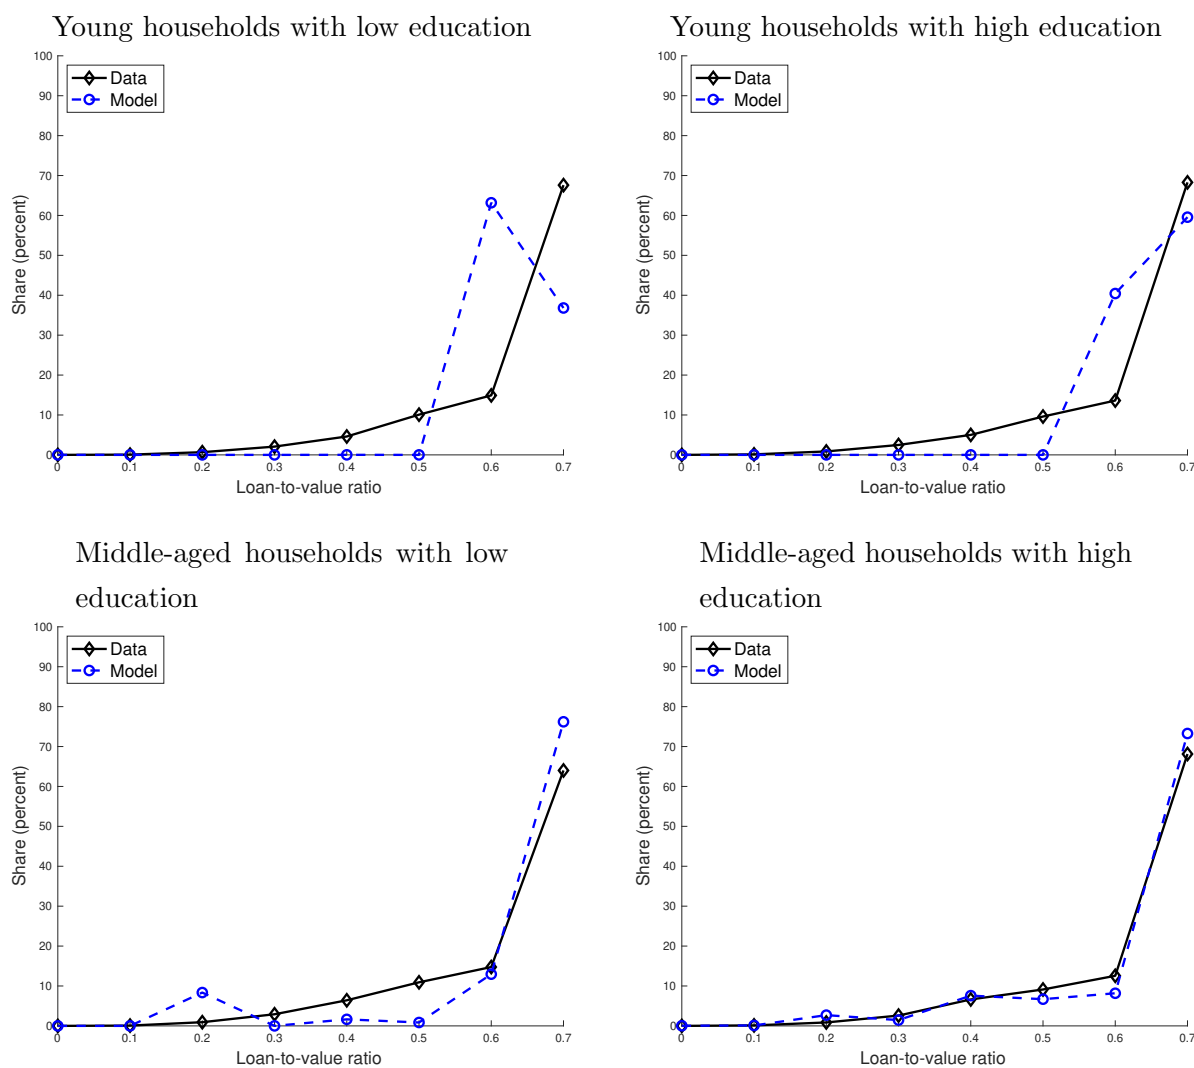 Young households with low education
100
90
80
70
60
50
40
30
20
10
0
Share (percent)
Data
Model
0 0.1 0.2 0.3 0.4 0.5 0.6 0.7
Loan-to-value ratio
Young households with high education
100
90
80
70
60
50
40
30
20
10
0
Share (percent)
Data
Model
0 0.1 0.2 0.3 0.4 0.5 0.6 0.7
Loan-to-value ratio
Middle-aged households with low
education
100
90
80
70
60
50
40
30
20
10
0
Share (percent)
Data
Model
0 0.1 0.2 0.3 0.4 0.5 0.6 0.7
Loan-to-value ratio
Middle-aged households with high
education
100
90
80
70
60
50
40
30
20
10
0
Share (percent)
Data
Model
0 0.1 0.2 0.3 0.4 0.5 0.6 0.7
Loan-to-value ratio